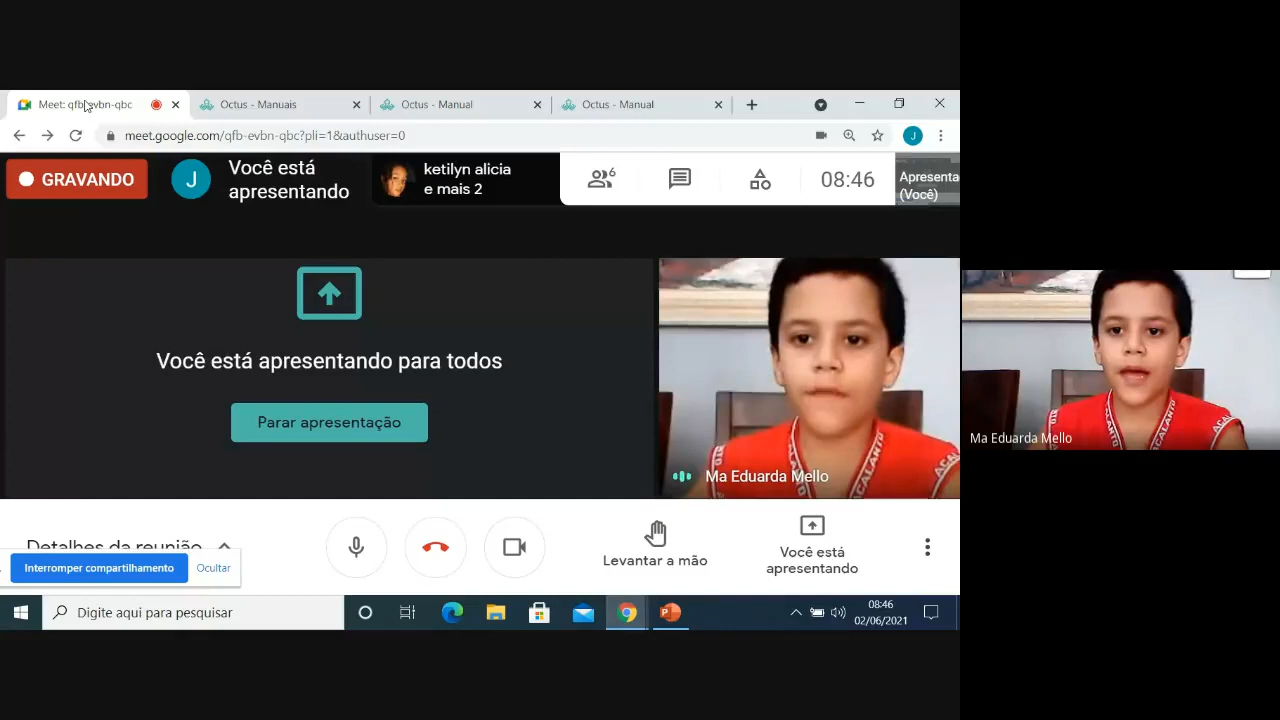 Meet: qfb-evbn-qbc
Octus - Manuais
Octus - Manual
Octus - Manual
meet.google.com/qfb-evbn-qbc?pli=1&authuser=0
J
GRAVANDO
J
Você está
apresentando
ketilyn alicia
e mais 2
6
08:46
Apresenta
(Você)
Você está apresentando para todos
Parar apresentação
ACALANTO
Ma Eduarda Mello
Ma Eduarda Mello
Detalhes da reunião
Levantar a mão
Você está
apresentando
Interromper compartilhamento
Ocultar
Digite aqui para pesquisar
08:46
02/06/2021